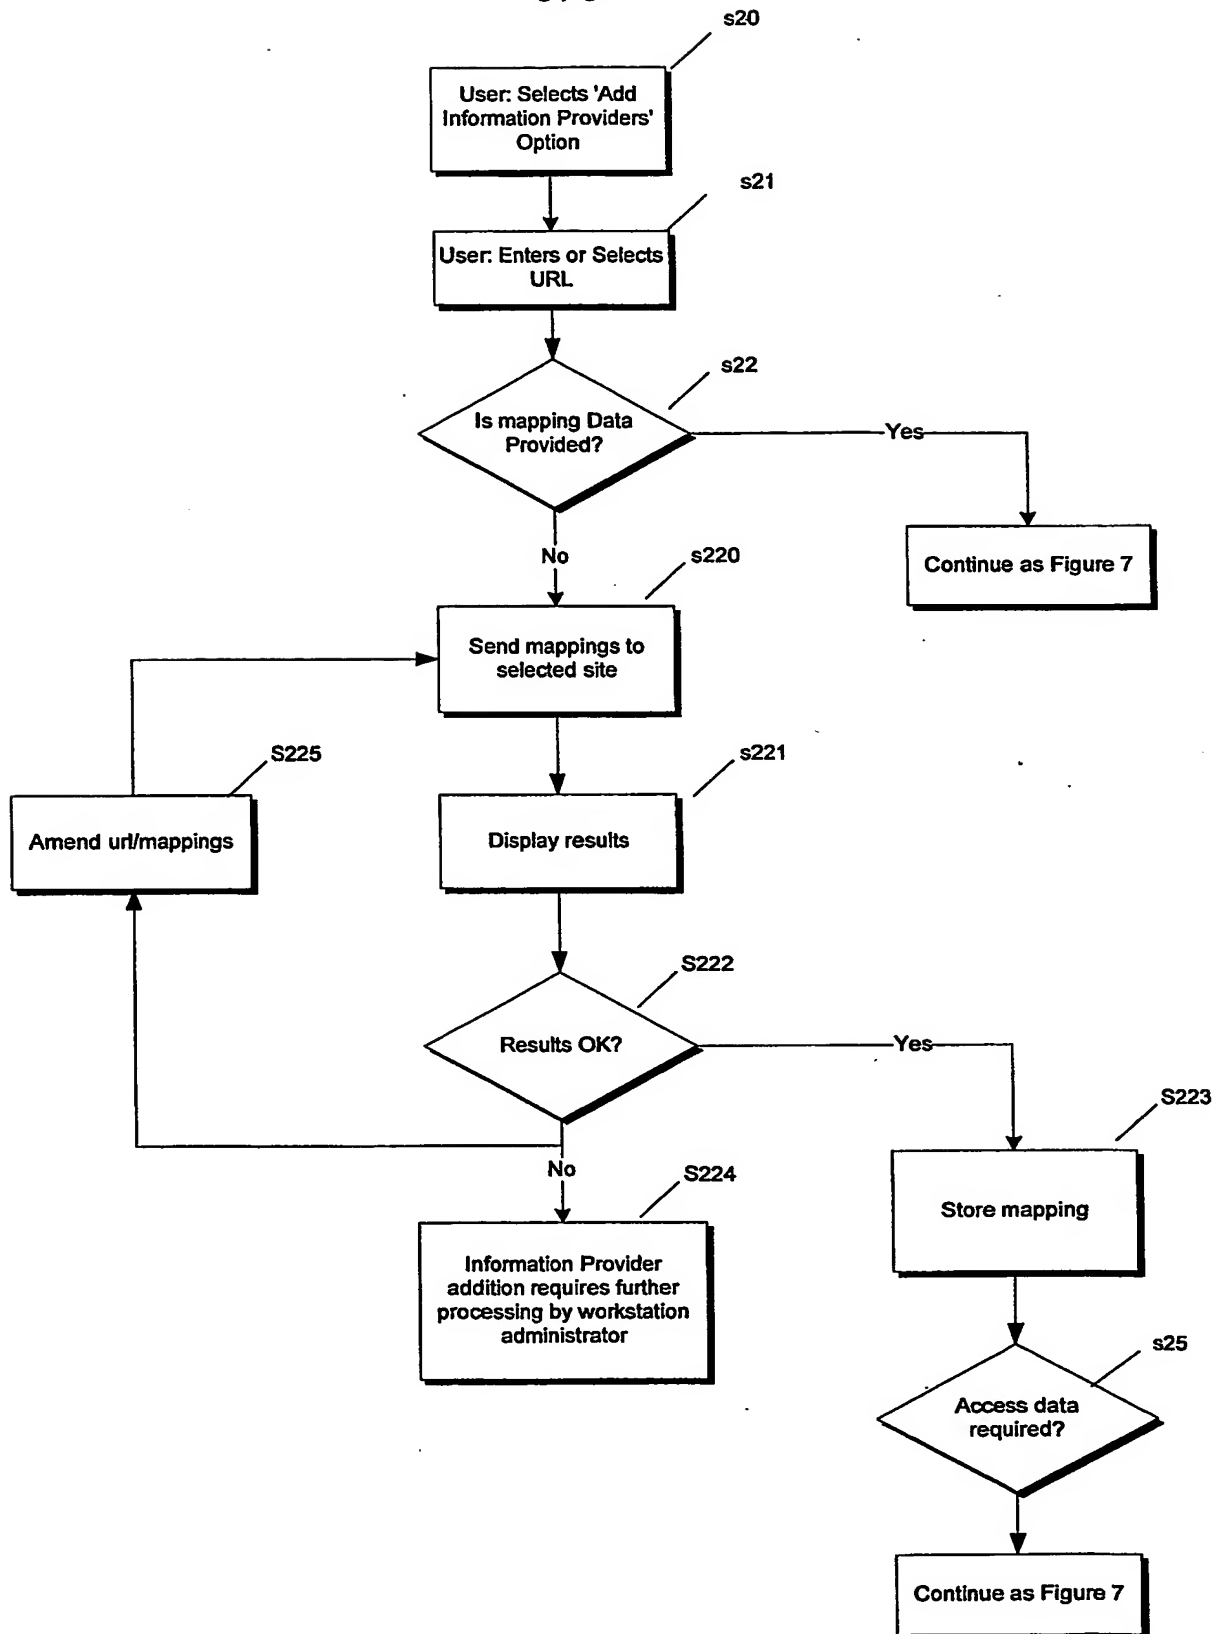 s20
User: Selects 'Add
Information Providers'
Option
s21
User: Enters or Selects
URL
s22
Is mapping Data
Provided?
Yes
Continue as Figure 7
No
s220
Send mappings to
selected site
S225
Amend url/mappings
s221
Display results
S222
Results OK?
Yes
S223
Store mapping
No
S224
Information Provider
addition requires further
processing by workstation
administrator
s25
Access data
required?
Continue as Figure 7